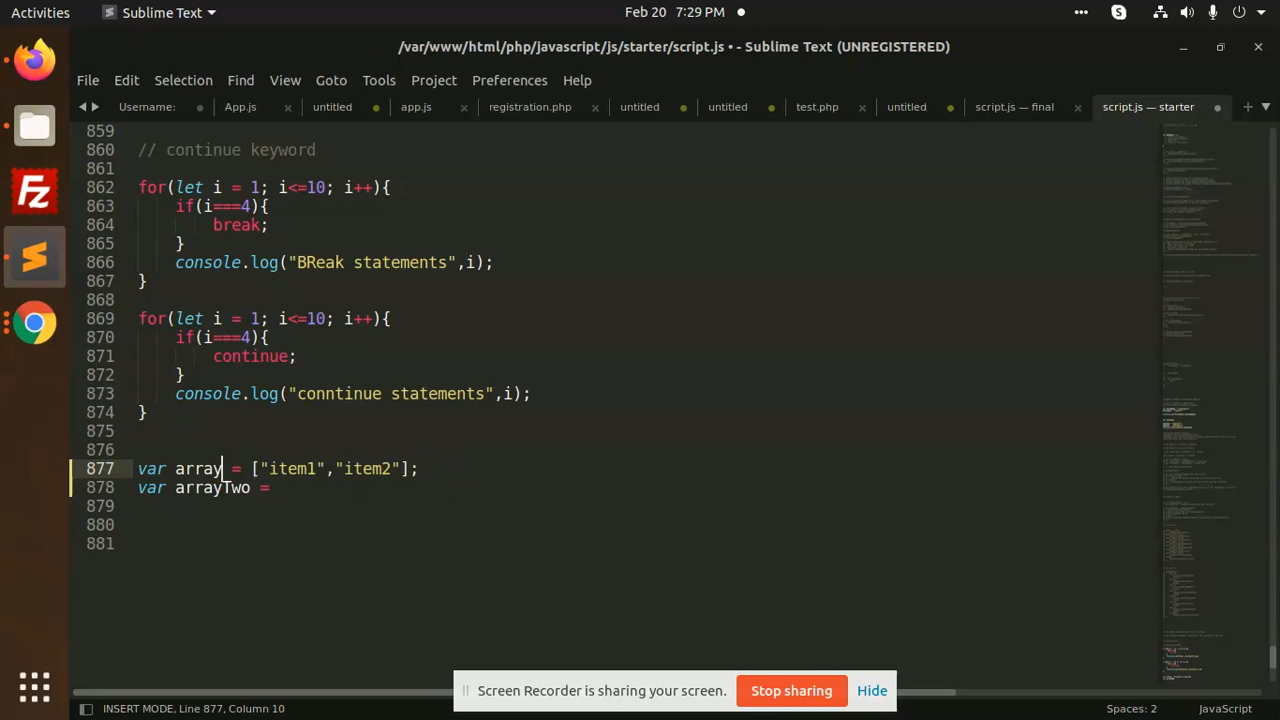 Activities Sublime Text Feb 20 7:29 PM
/var/www/html/php/javascript/js/starter/script.js • - Sublime Text (UNREGISTERED)
File Edit Selection Find View Goto Tools Project Preferences Help
Username: App.js untitled app.js registration.php untitled untitled test.php untitled script.js — final script.js — starter
859
860 // continue keyword
861
862 for(let i = 1; i<=10; i++){
863 if(i===4){
864 break;
865 }
866 console.log("BReak statements",i);
867 }
868
869 for(let i = 1; i<=10; i++){
870 if(i===4){
871 continue;
872 }
873 console.log("conntinue statements",i);
874 }
875
876
877 var array = ["item1","item2"];
878 var arrayTwo =
879
880
881
Screen Recorder is sharing your screen. Stop sharing Hide
INSERT MODE, Line 877, Column 10 Spaces: 2 JavaScript